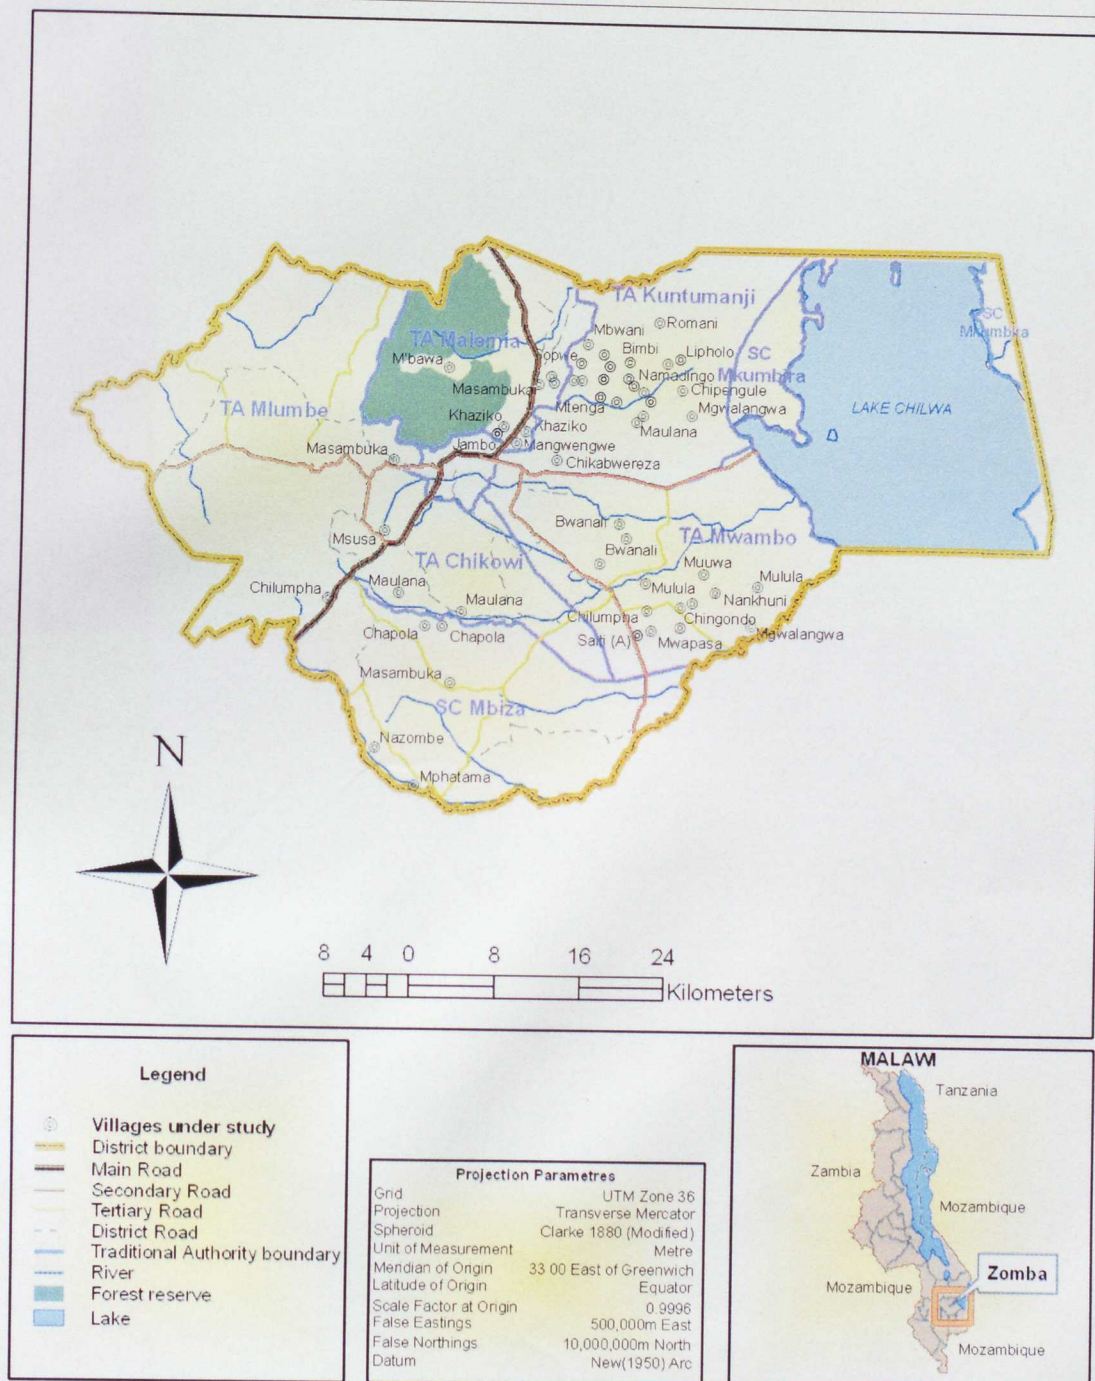 TA Kuntumanji
Romani
Mbwani
SC
Mkumbira
TA Malemia
Bimbi
Lipholo
SC
Mkumbira
M'bawa
Masambuka
Namadingo
Chipengule
TA Mlumbe
Mtenga
Mgwalangwa
LAKE CHILWA
Khaziko
Khaziko
Maulana
Jambo
Mangwengwe
Masambuka
Chikabwereza
Bwanali
Msusa
TA Mwambo
Bwanali
TA Chikowi
Muuwa
Chilumpha
Maulana
Mulula
Mulula
Nankhuni
Maulana
Chilumpha
Chingondo
Chapola
Chapola
Saiti (A)
Mwapasa
Mgwalangwa
Masambuka
SC Mbiza
Nazombe
Mphatama
N
8 4 0 8 16 24
Kilometers
Legend
Villages under study
District boundary
Main Road
Secondary Road
Tertiary Road
District Road
Traditional Authority boundary
River
Forest reserve
Lake
Projection Parametres
Grid UTM Zone 36
Projection Transverse Mercator
Spheroid Clarke 1880 (Modified)
Unit of Measurement Metre
Meridian of Origin 33 00 East of Greenwich
Latitude of Origin Equator
Scale Factor at Origin 0.9996
False Eastings 500,000m East
False Northings 10,000,000m North
Datum New(1950) Arc
MALAWI
Tanzania
Zambia
Mozambique
Mozambique
Zomba
Mozambique